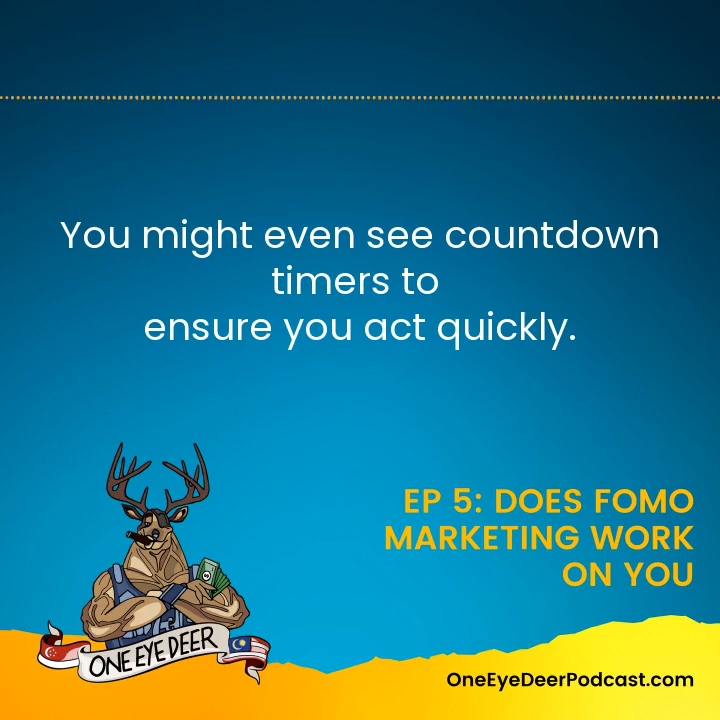 You might even see countdown
timers to
ensure you act quickly.
EP 5: DOES FOMO
MARKETING WORK
ON YOU
ONE EYE DEER
OneEyeDeerPodcast.com